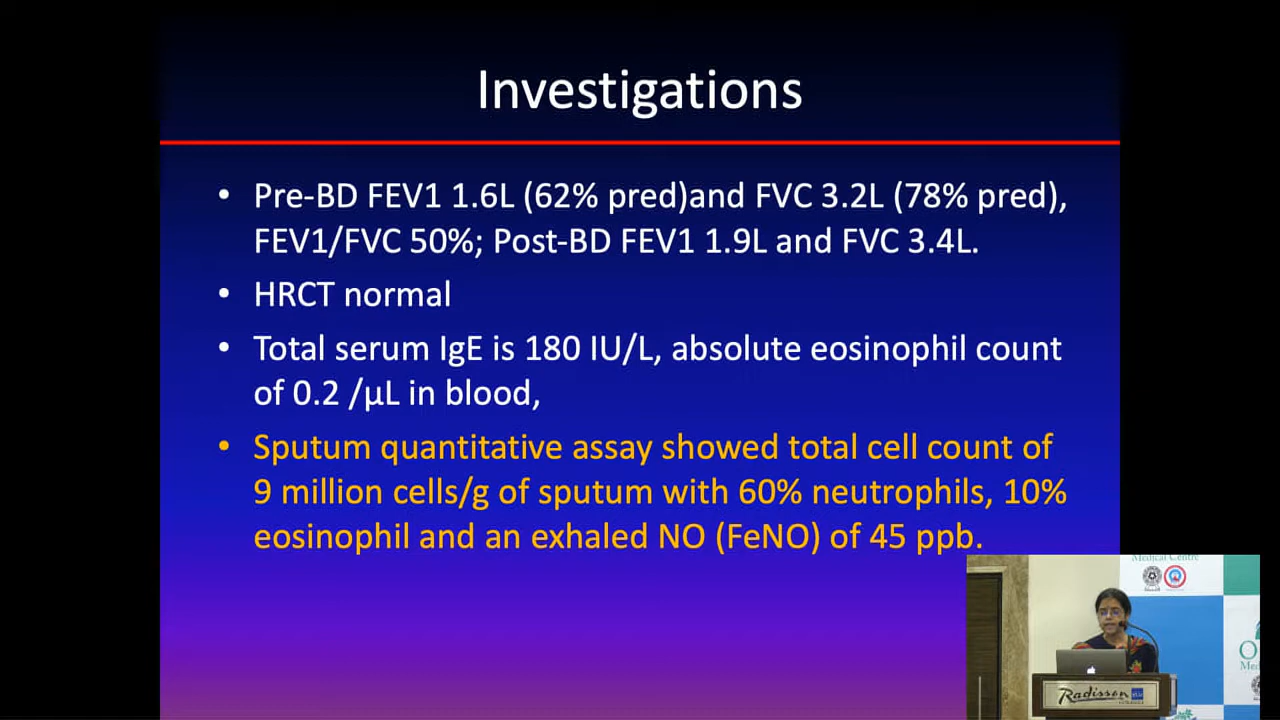 Investigations
• Pre-BD FEV1 1.6L (62% pred)and FVC 3.2L (78% pred),
FEV1/FVC 50%; Post-BD FEV1 1.9L and FVC 3.4L.
• HRCT normal
• Total serum IgE is 180 IU/L, absolute eosinophil count
of 0.2 /µL in blood,
• Sputum quantitative assay showed total cell count of
9 million cells/g of sputum with 60% neutrophils, 10%
eosinophil and an exhaled NO (FeNO) of 45 ppb.
Medical Centre
Radisson